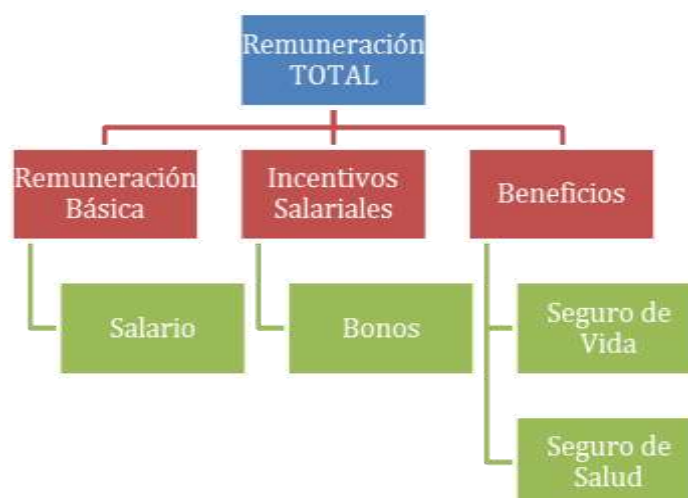 Remuneración
TOTAL
Remuneración
Básica
Incentivos
Salariales
Beneficios
Salario
Bonos
Seguro de
Vida
Seguro de
Salud